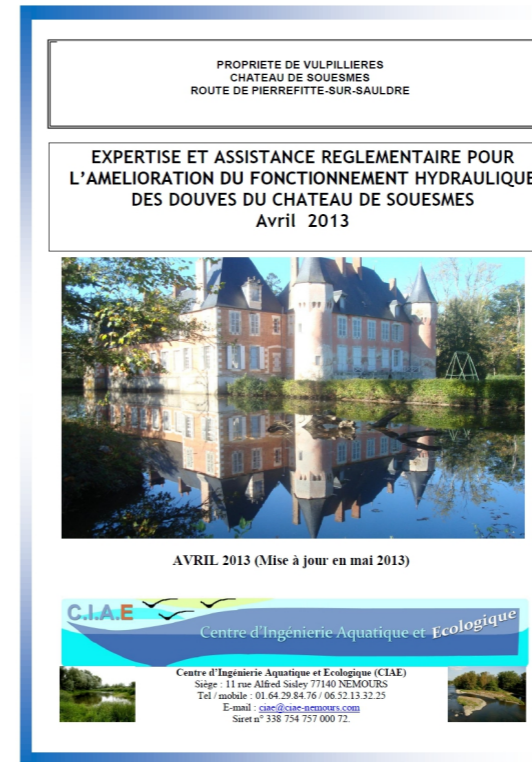 PROPRIETE DE VULPILLIERES
CHATEAU DE SOUESMES
ROUTE DE PIERREFITTE-SUR-SAULDRE
EXPERTISE ET ASSISTANCE REGLEMENTAIRE POUR
L'AMELIORATION DU FONCTIONNEMENT HYDRAULIQUE
DES DOUVES DU CHATEAU DE SOUESMES
Avril 2013
AVRIL 2013 (Mise à jour en mai 2013)
C.I.A.E
Centre d'Ingénierie Aquatique et Ecologique
Centre d'Ingénierie Aquatique et Ecologique (CIAE)
Siège : 11 rue Alfred Sisley 77140 NEMOURS
Tel / mobile : 01.64.29.84.76 / 06.52.13.32.25
E-mail : ciae@ciae-nemours.com
Siret n° 338 754 757 000 72.